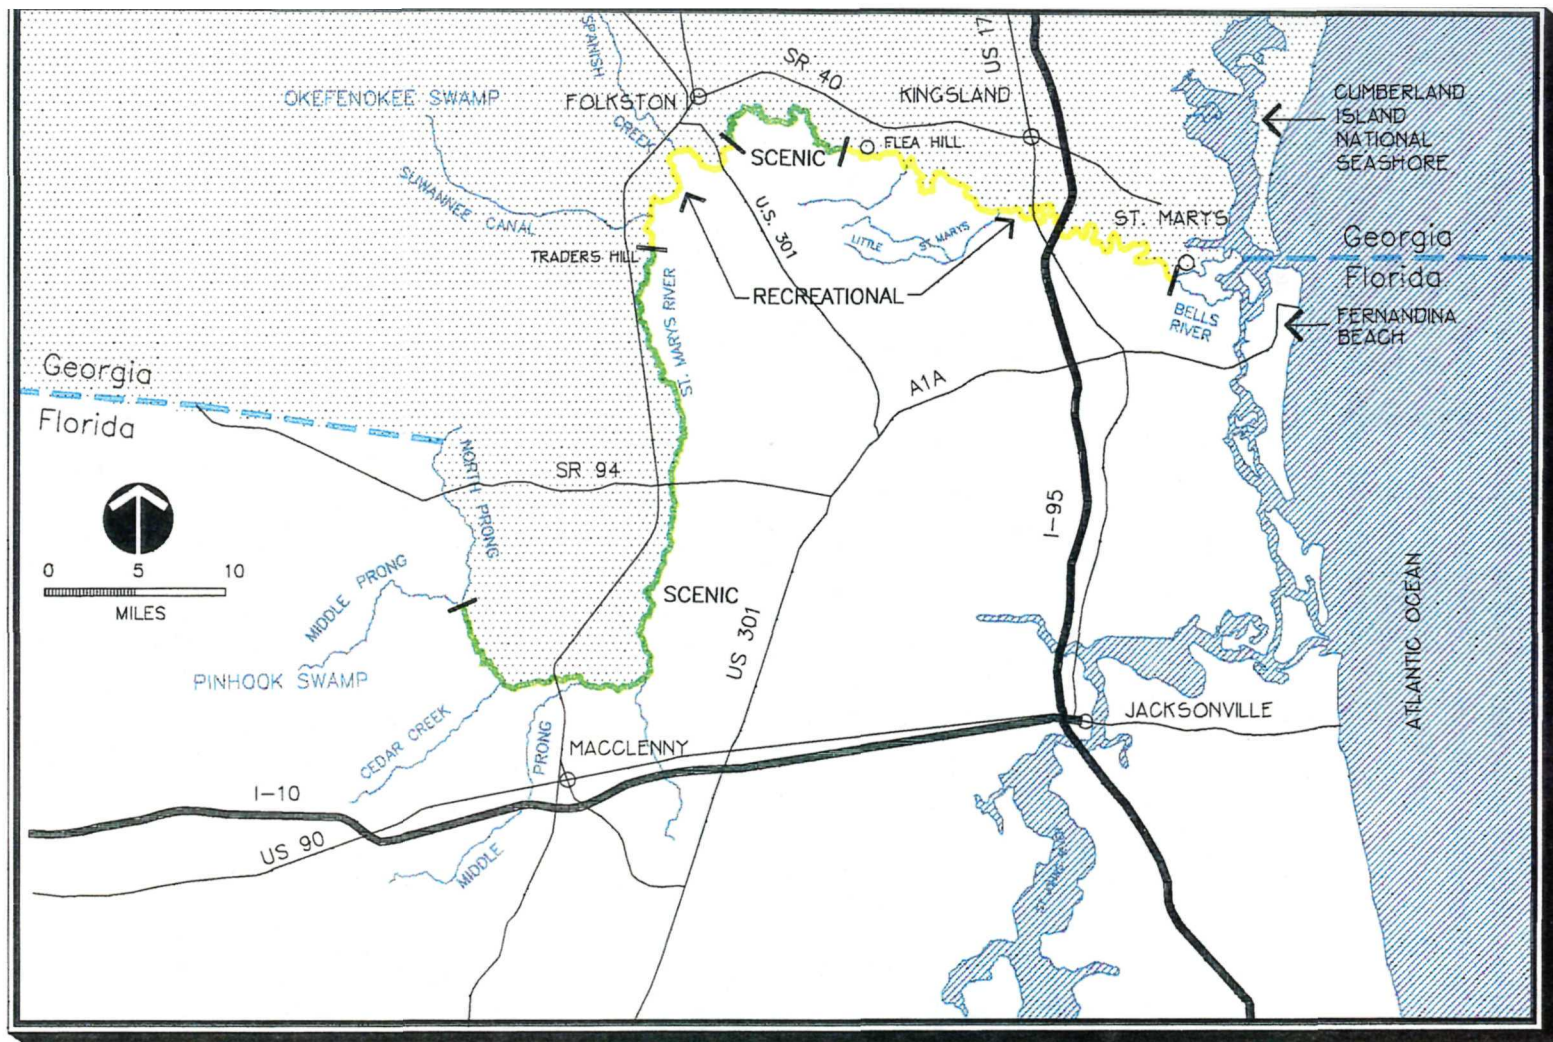 SPANISH
CREEK
OKEFENOKEE SWAMP
FOLKSTON
SR 40
KINGSLAND
US 17
CUMBERLAND
ISLAND
NATIONAL
SEASHORE
SCENIC
FLEA HILL
SUWANNEE CANAL
U.S. 301
LITTLE ST. MARYS
ST. MARYS
Georgia
Florida
TRADERS HILL
RECREATIONAL
ST. MARYS RIVER
BELLS
RIVER
FERNANDINA
BEACH
Georgia
Florida
A1A
NORTH PRONG
SR 94
I-95
0 5 10
MILES
MIDDLE PRONG
SCENIC
US 301
PINHOOK SWAMP
ATLANTIC OCEAN
CEDAR CREEK
MIDDLE PRONG
MACCLENNY
JACKSONVILLE
I-10
US 90